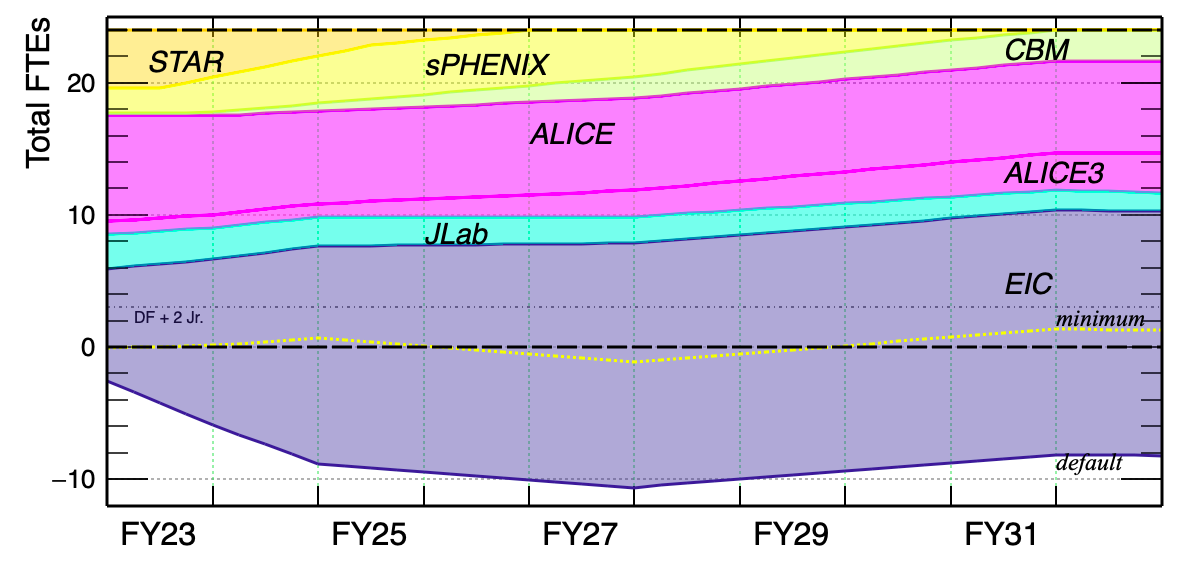 Total FTEs
20
10
0
−10
STAR
sPHENIX
CBM
ALICE
ALICE3
JLab
EIC
DF + 2 Jr.
minimum
default
FY23 FY25 FY27 FY29 FY31